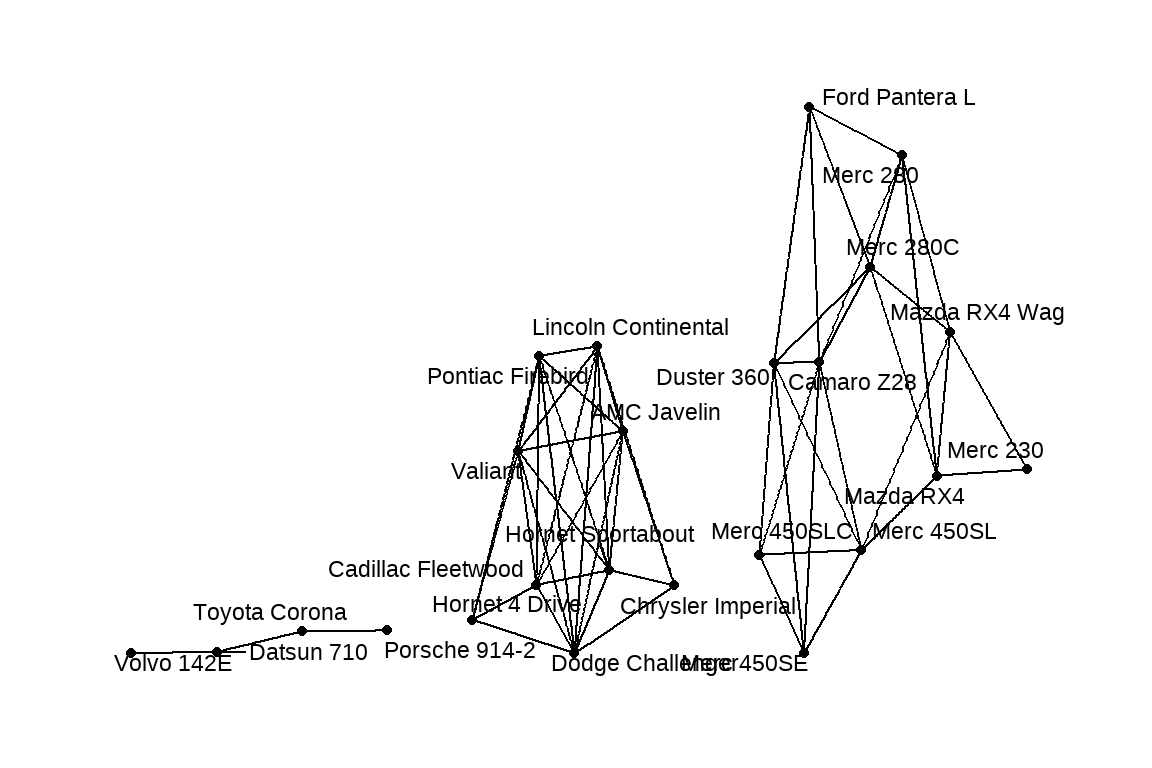 Ford Pantera L
Merc 280
Merc 280C
Mazda RX4 Wag
Lincoln Continental
Pontiac Firebird
Duster 360
Camaro Z28
AMC Javelin
Merc 230
Valiant
Mazda RX4
Hornet Sportabout
Merc 450SLC
Merc 450SL
Cadillac Fleetwood
Hornet 4 Drive
Chrysler Imperial
Toyota Corona
Datsun 710
Porsche 914-2
Volvo 142E
Dodge Challenger
Merc 450SE